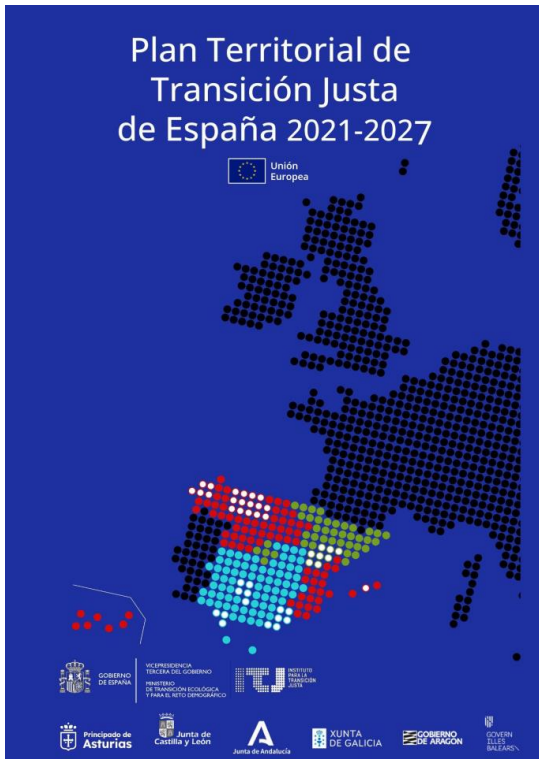 Plan Territorial de
Transición Justa
de España 2021-2027
Unión
Europea
GOBIERNO
DE ESPAÑA
VICEPRESIDENCIA
TERCERA DEL GOBIERNO
MINISTERIO
DE TRANSICIÓN ECOLÓGICA
Y PARA EL RETO DEMOGRÁFICO
INSTITUTO
PARA LA
TRANSICIÓN
JUSTA
Principado de
Asturias
Junta de
Castilla y León
Junta de Andalucía
XUNTA
DE GALICIA
GOBIERNO
DE ARAGON
GOVERN
ILLES
BALEARS